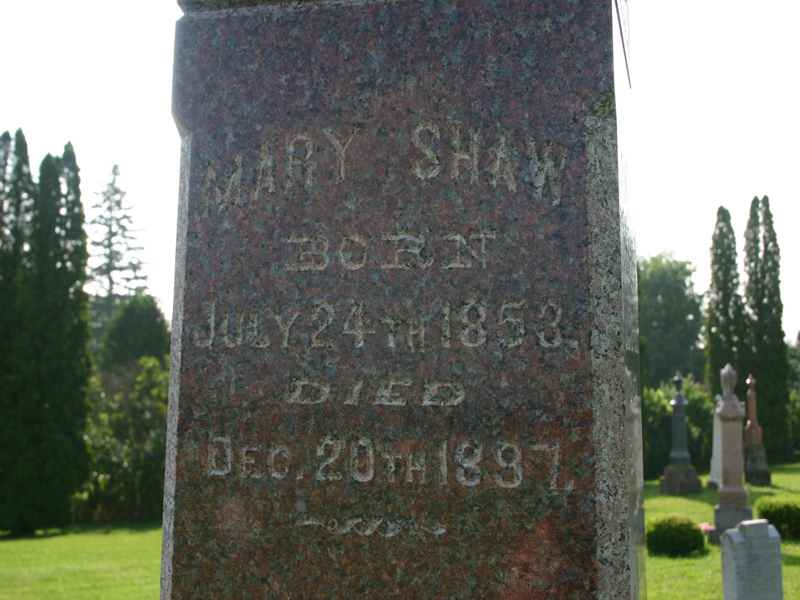 MARY SHAW
BORN
JULY 24TH 1853.
DIED
DEC. 20TH 1897.